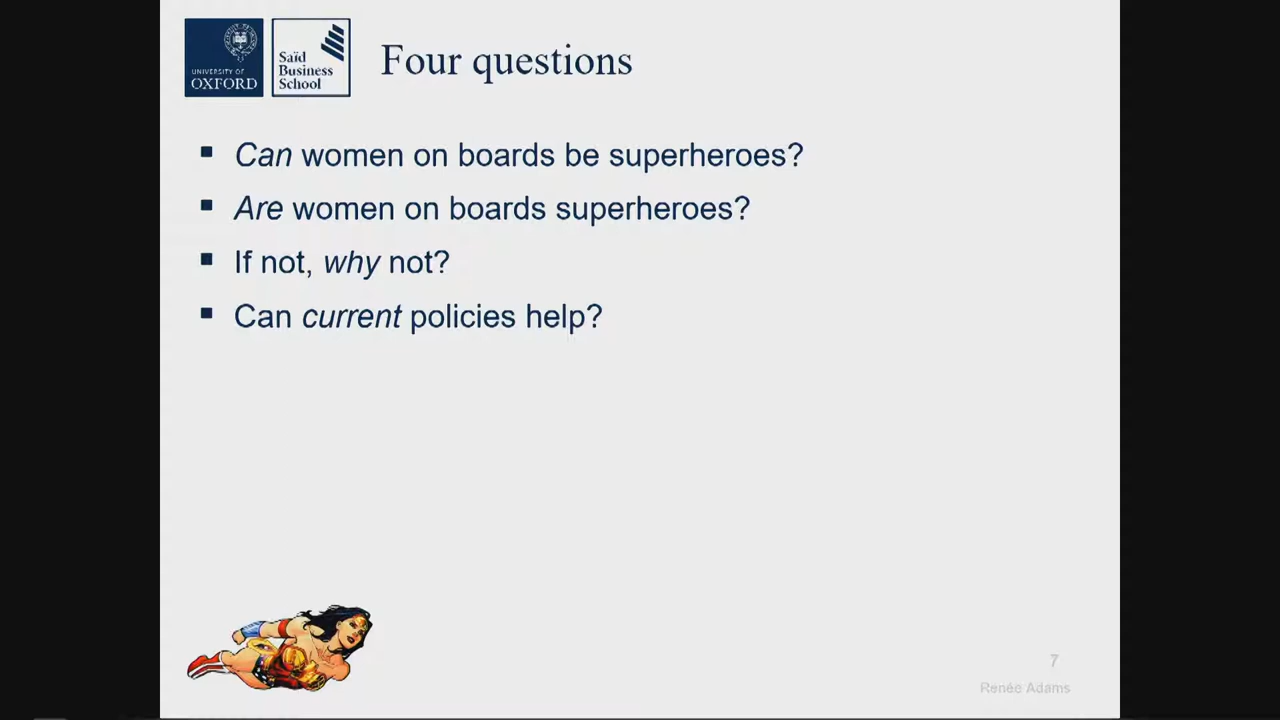 UNIVERSITY OF
OXFORD
Saïd
Business
School
Four questions
Can women on boards be superheroes?
Are women on boards superheroes?
If not, why not?
Can current policies help?
7
Renée Adams